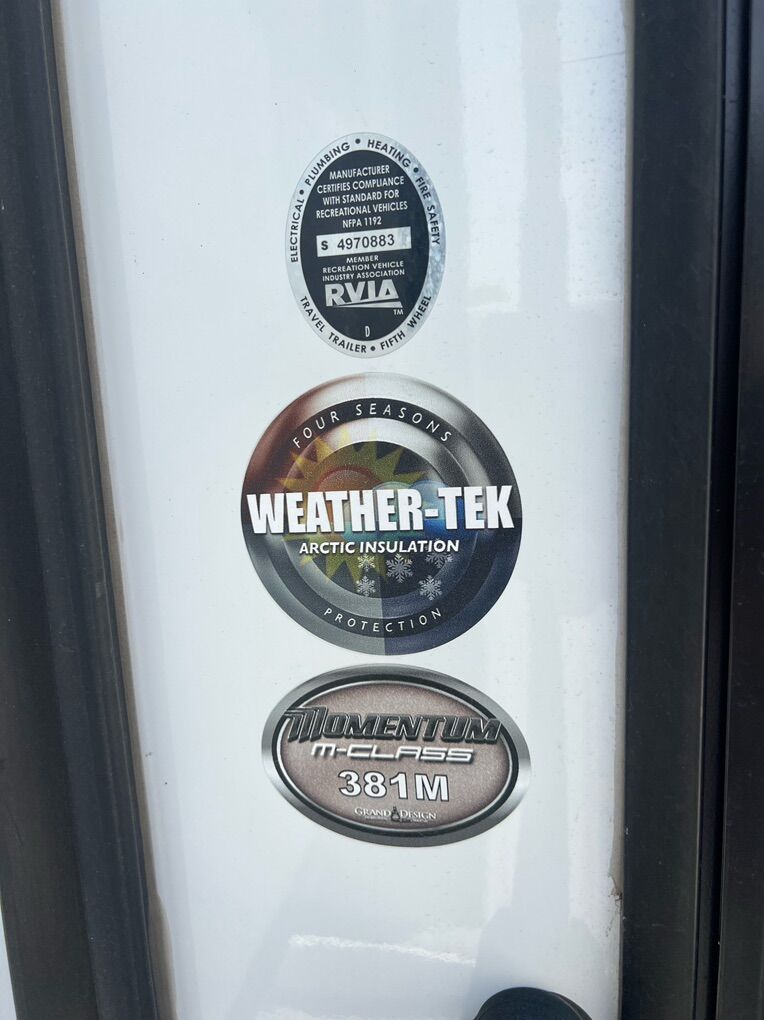 ELECTRICAL • PLUMBING • HEATING • FIRE SAFETY
MANUFACTURER
CERTIFIES COMPLIANCE
WITH STANDARD FOR
RECREATIONAL VEHICLES
NFPA 1192
S 4970883
MEMBER
RECREATION VEHICLE
INDUSTRY ASSOCIATION
RVIA
TM
D
TRAVEL TRAILER • FIFTH WHEEL
FOUR SEASONS
WEATHER-TEK
ARCTIC INSULATION
PROTECTION
MOMENTUM
M-CLASS
381M
GRAND DESIGN